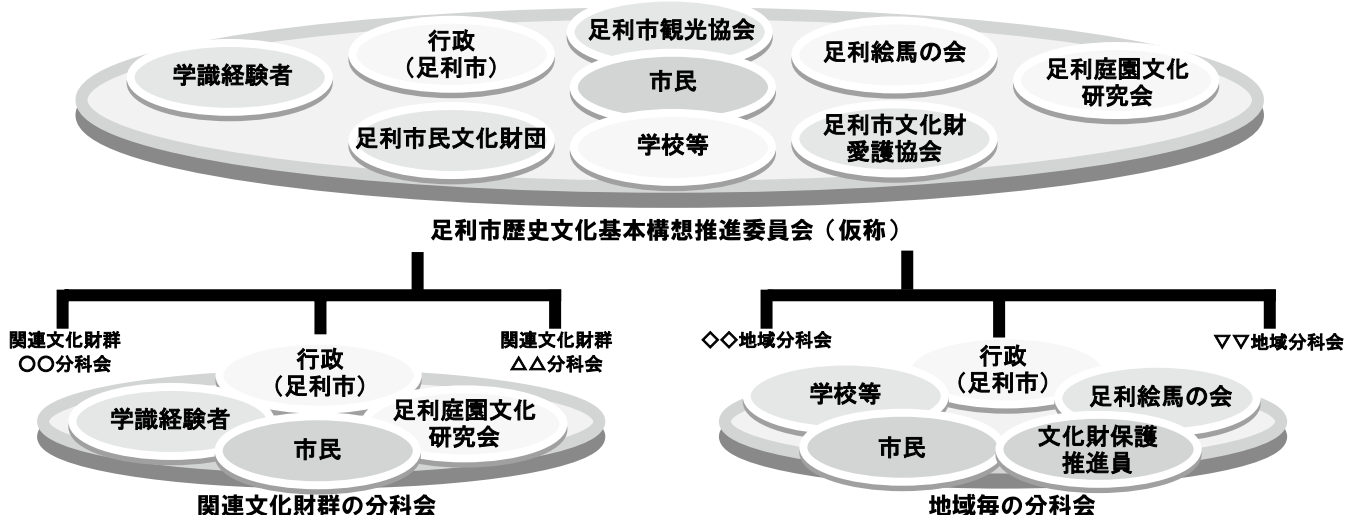 足利市観光協会
行政
（足利市）
足利絵馬の会
学識経験者
市民
足利庭園文化
研究会
足利市民文化財団
学校等
足利市文化財
愛護協会
足利市歴史文化基本構想推進委員会（仮称）
関連文化財群
○○分科会
関連文化財群
△△分科会
行政
（足利市）
学識経験者
足利庭園文化
研究会
市民
関連文化財群の分科会
◇◇地域分科会
▽▽地域分科会
行政
（足利市）
学校等
足利絵馬の会
市民
文化財保護
推進員
地域毎の分科会